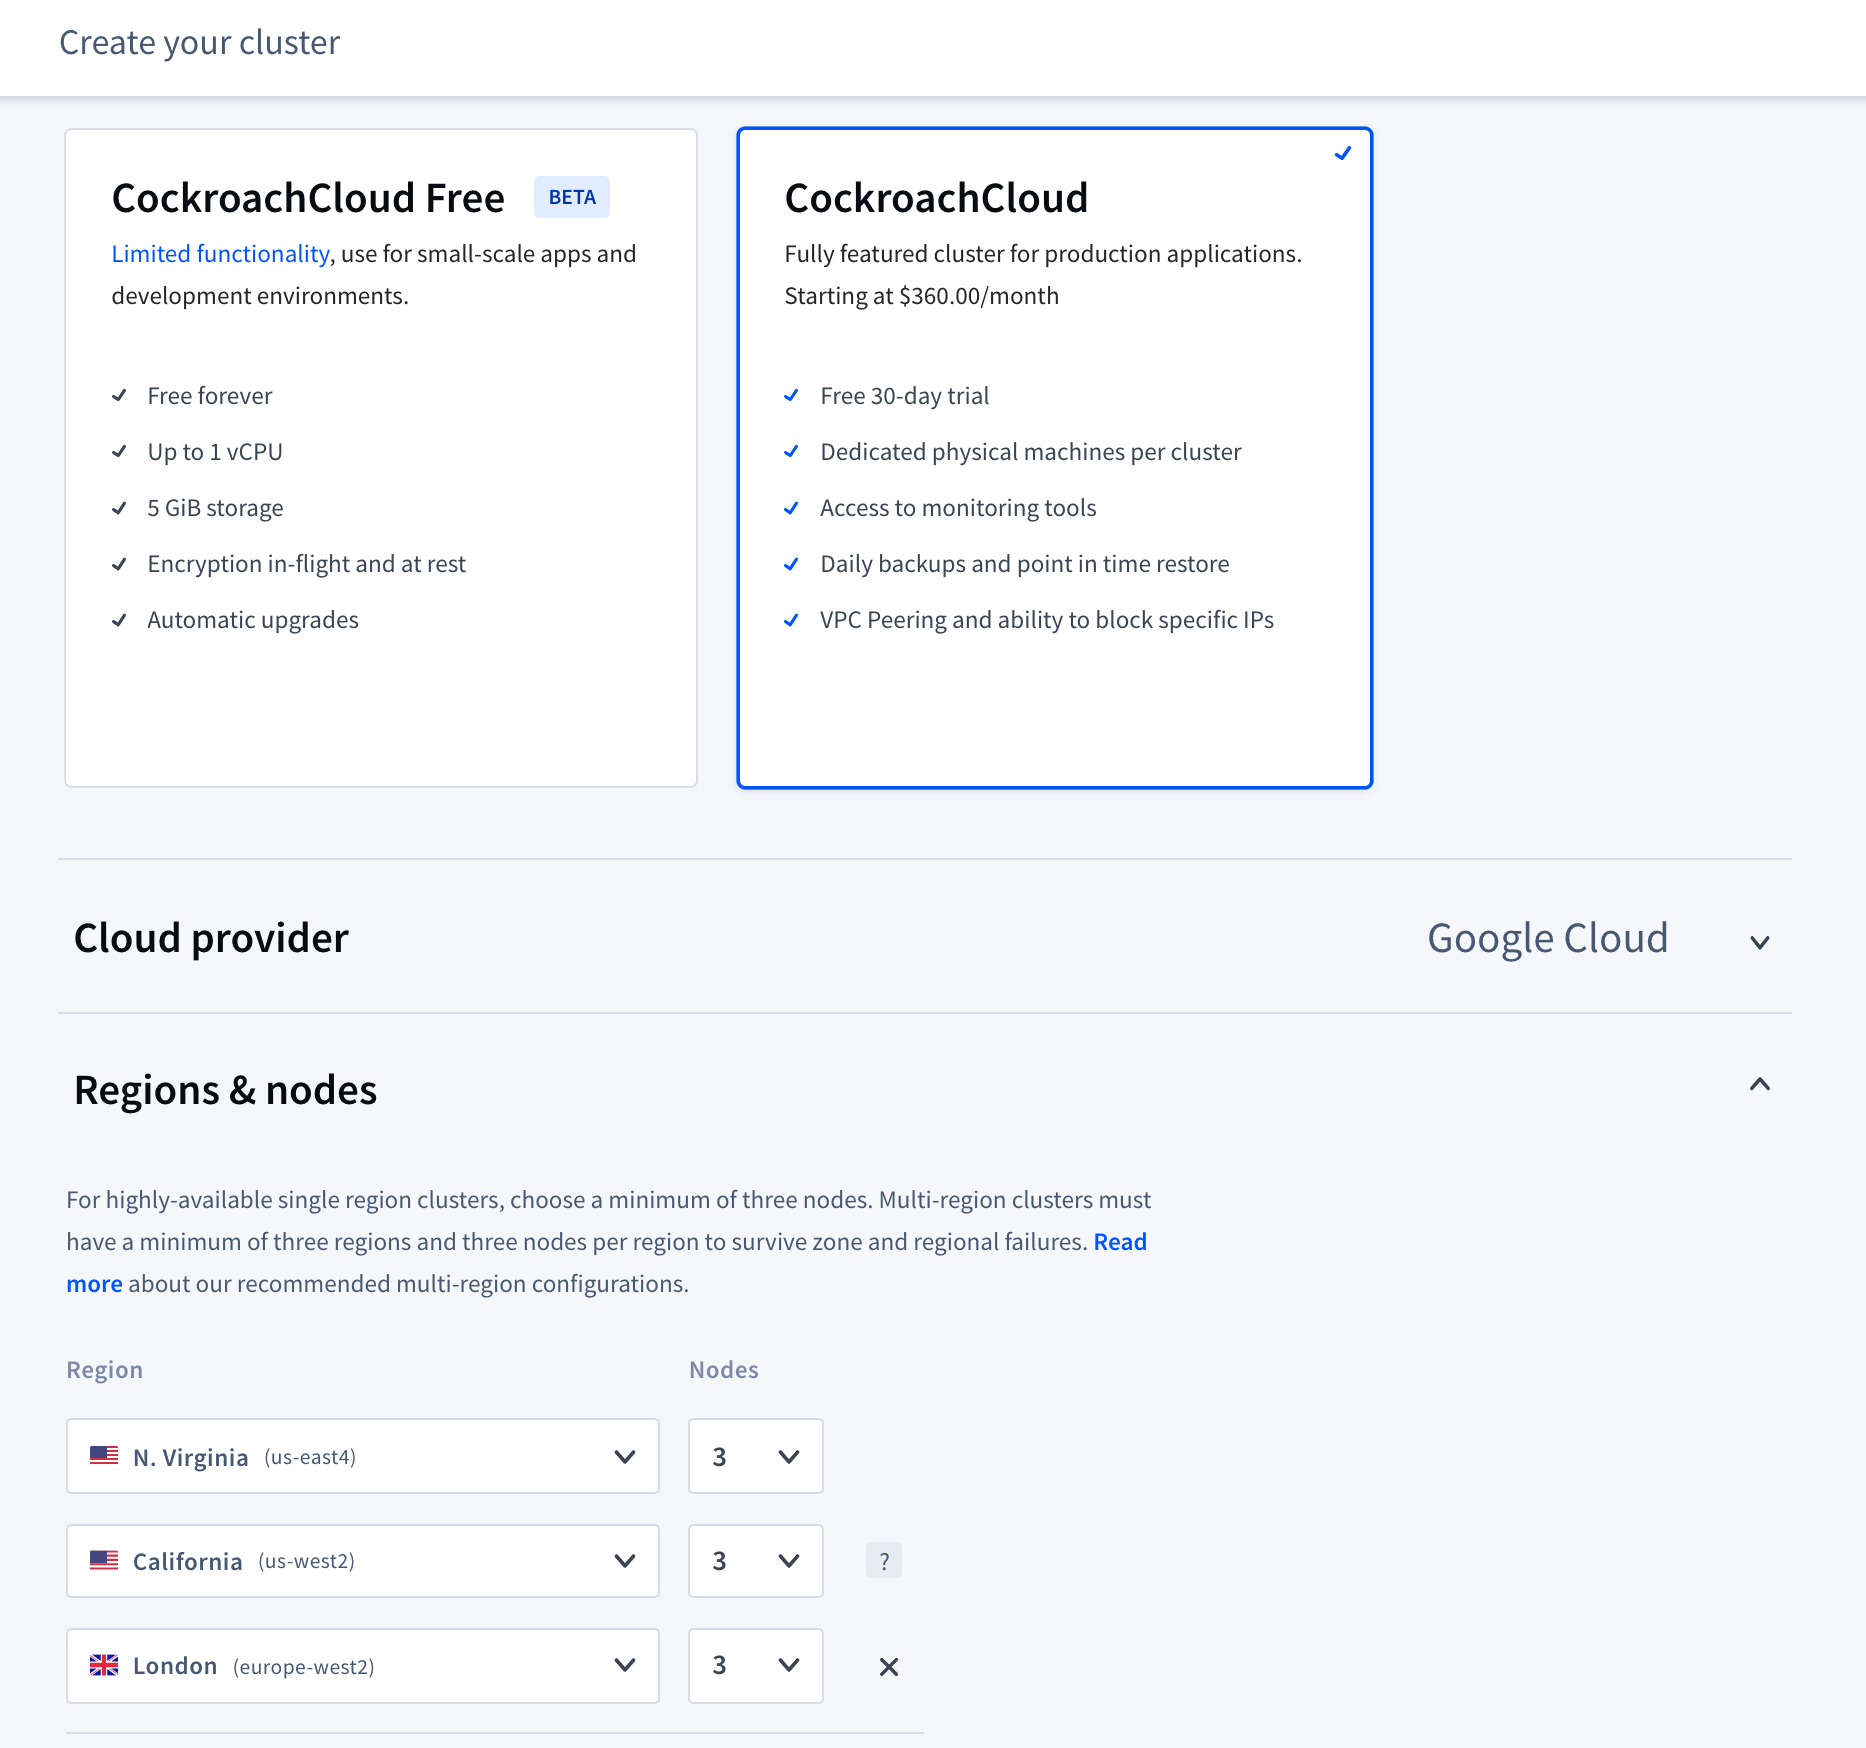 Create your cluster
CockroachCloud Free BETA
Limited functionality, use for small-scale apps and
development environments.
Free forever
Up to 1 vCPU
5 GiB storage
Encryption in-flight and at rest
Automatic upgrades
CockroachCloud
Fully featured cluster for production applications.
Starting at $360.00/month
Free 30-day trial
Dedicated physical machines per cluster
Access to monitoring tools
Daily backups and point in time restore
VPC Peering and ability to block specific IPs
Cloud provider Google Cloud
Regions & nodes
For highly-available single region clusters, choose a minimum of three nodes. Multi-region clusters must
have a minimum of three regions and three nodes per region to survive zone and regional failures. Read
more about our recommended multi-region configurations.
Region Nodes
N. Virginia (us-east4) 3
California (us-west2) 3 ?
London (europe-west2) 3